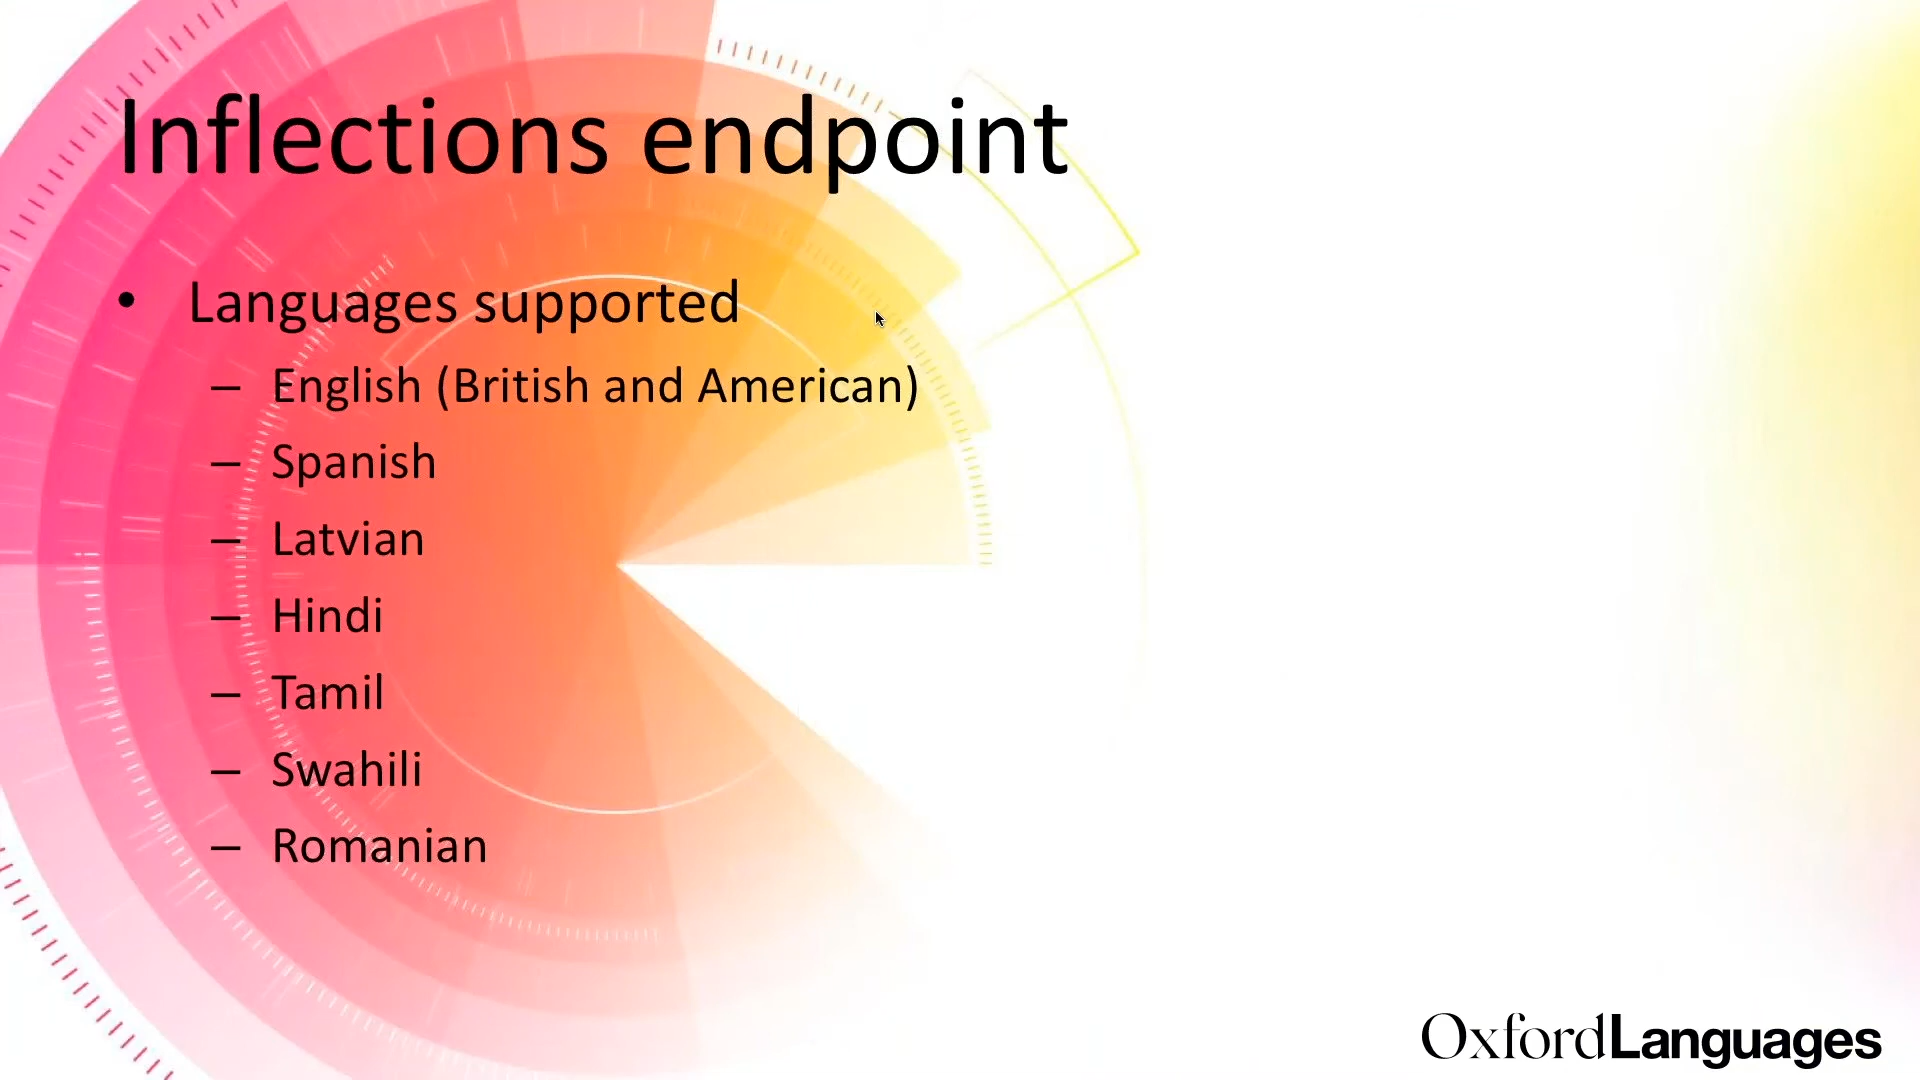 Inflections endpoint
• Languages supported
– English (British and American)
– Spanish
– Latvian
– Hindi
– Tamil
– Swahili
– Romanian
OxfordLanguages